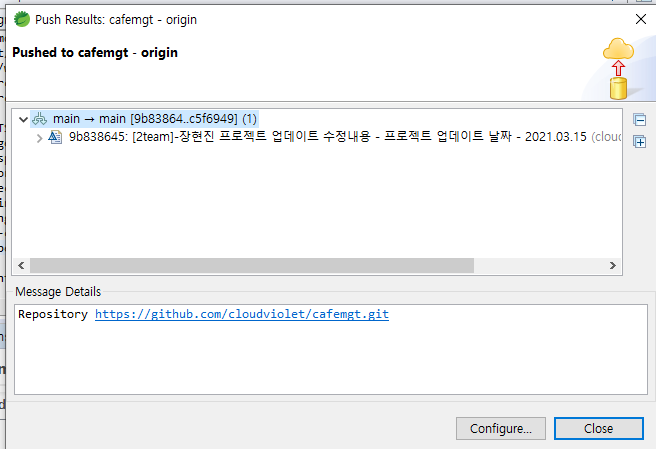 Push Results: cafemgt - origin
Pushed to cafemgt - origin
main → main [9b83864..c5f6949] (1)
9b838645: [2team]-장현진 프로젝트 업데이트 수정내용 - 프로젝트 업데이트 날짜 - 2021.03.15 (cloud
Message Details
Repository https://github.com/cloudviolet/cafemgt.git
Configure...
Close